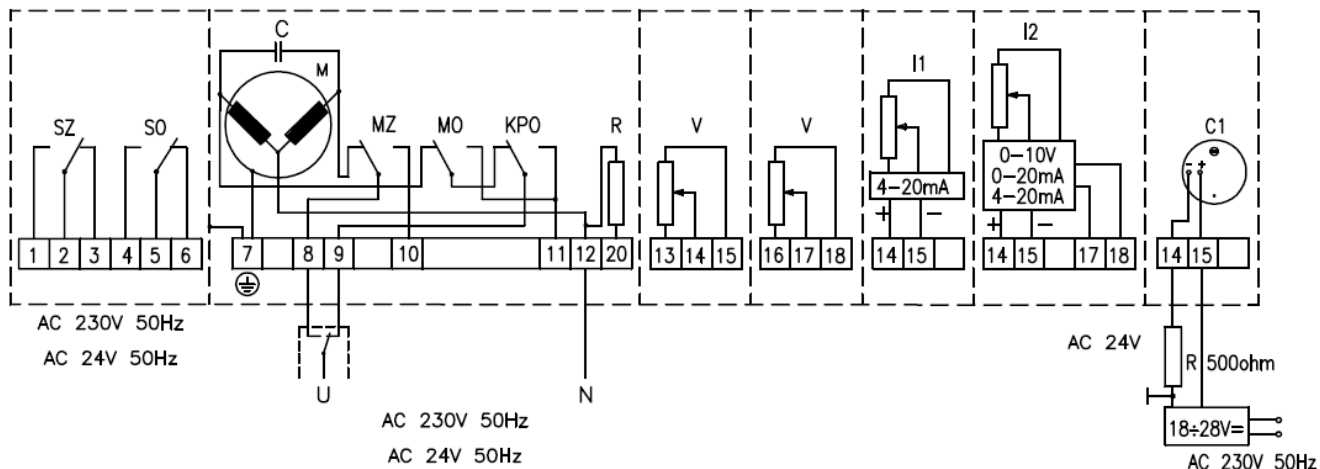 C
M
SZ
SO
MZ
MO
KPO
R
V
V
I1
I2
C1
0–10V
0–20mA
4–20mA
4–20mA
+ –
+ –
- +
1 2 3 4 5 6
7 8 9 10 11 12 20
13 14 15
16 17 18
14 15
14 15 17 18
14 15
AC 230V 50Hz
AC 24V 50Hz
U
N
AC 230V 50Hz
AC 24V 50Hz
AC 24V
R 500ohm
18÷28V=
AC 230V 50Hz